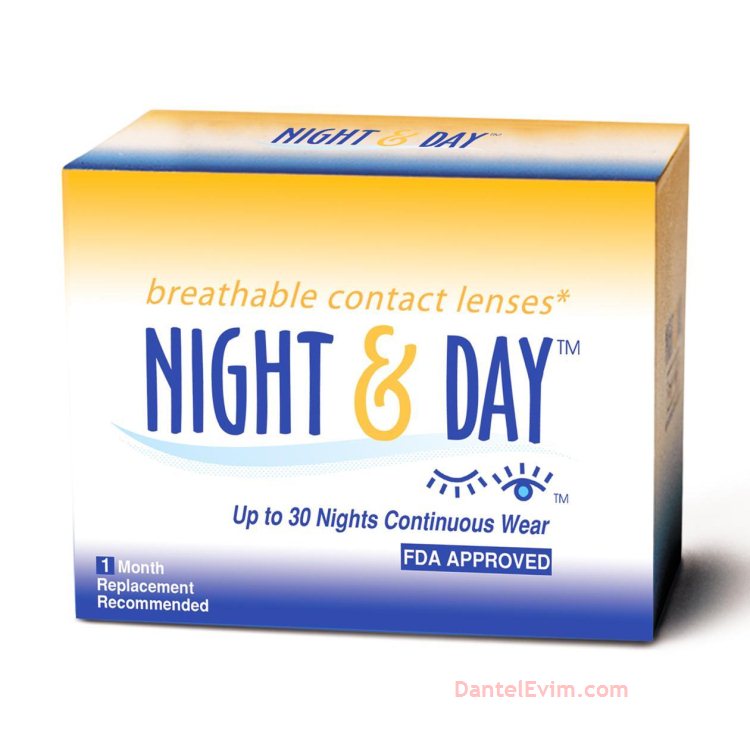 NIGHT & DAY™
breathable contact lenses*
NIGHT & DAY™
TM
Up to 30 Nights Continuous Wear
FDA APPROVED
1 Month
Replacement
Recommended
DantelEvim.com